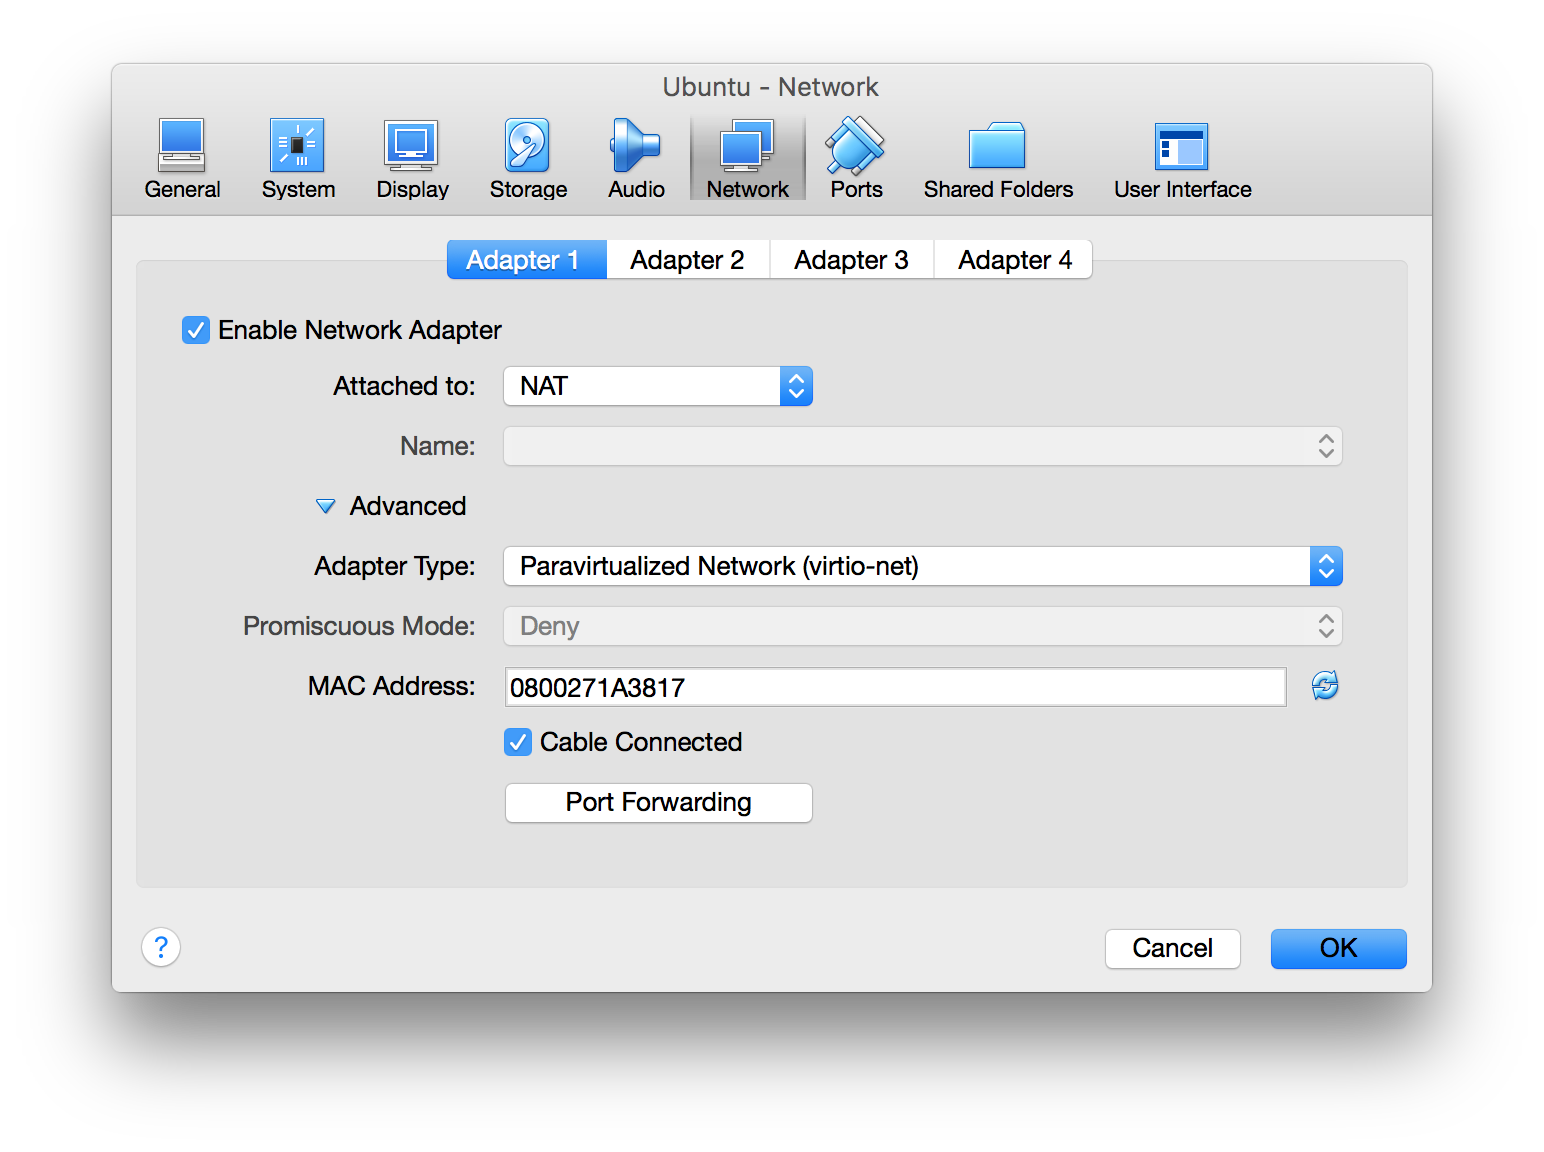 Ubuntu - Network
General System Display Storage Audio Network Ports Shared Folders User Interface
Adapter 1 Adapter 2 Adapter 3 Adapter 4
Enable Network Adapter
Attached to: NAT
Name:
Advanced
Adapter Type: Paravirtualized Network (virtio-net)
Promiscuous Mode: Deny
MAC Address: 0800271A3817
Cable Connected
Port Forwarding
? Cancel OK